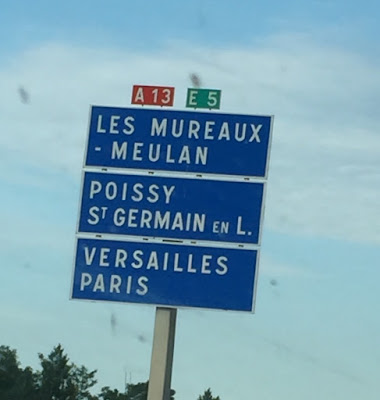 A 13 E 5
LES MUREAUX
- MEULAN
POISSY
ST GERMAIN EN L.
VERSAILLES
PARIS